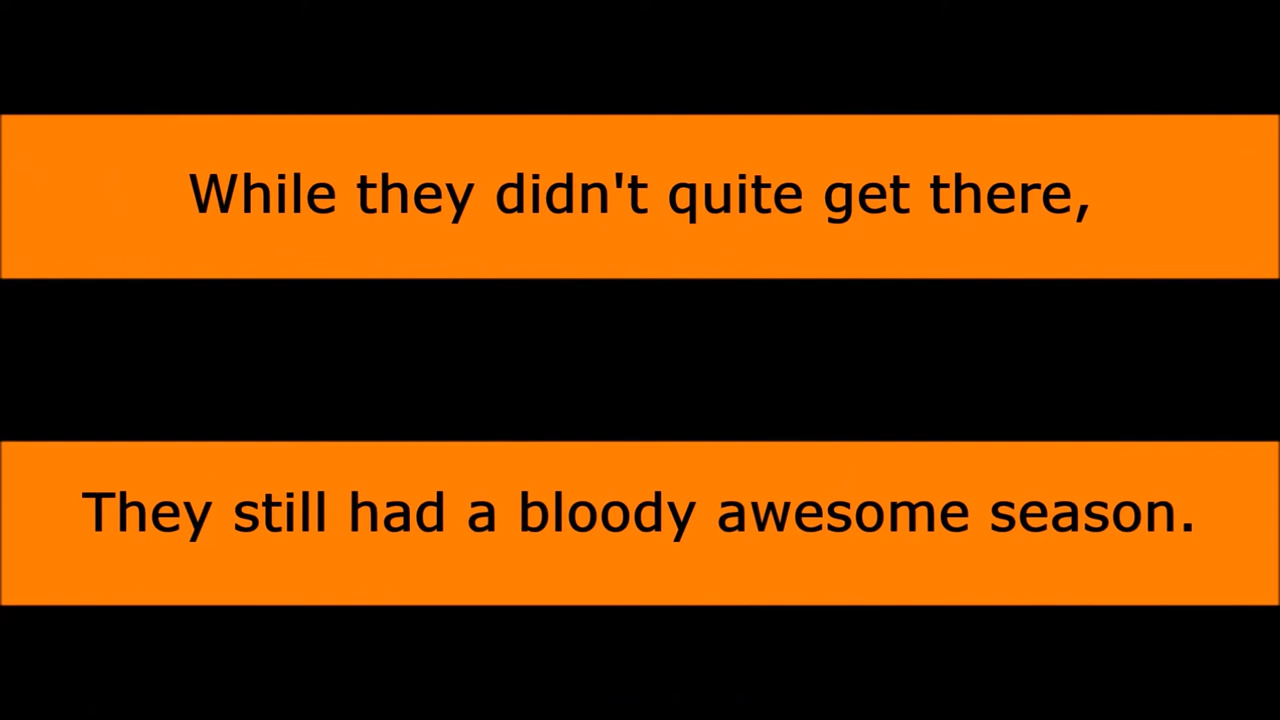 While they didn't quite get there,
They still had a bloody awesome season.